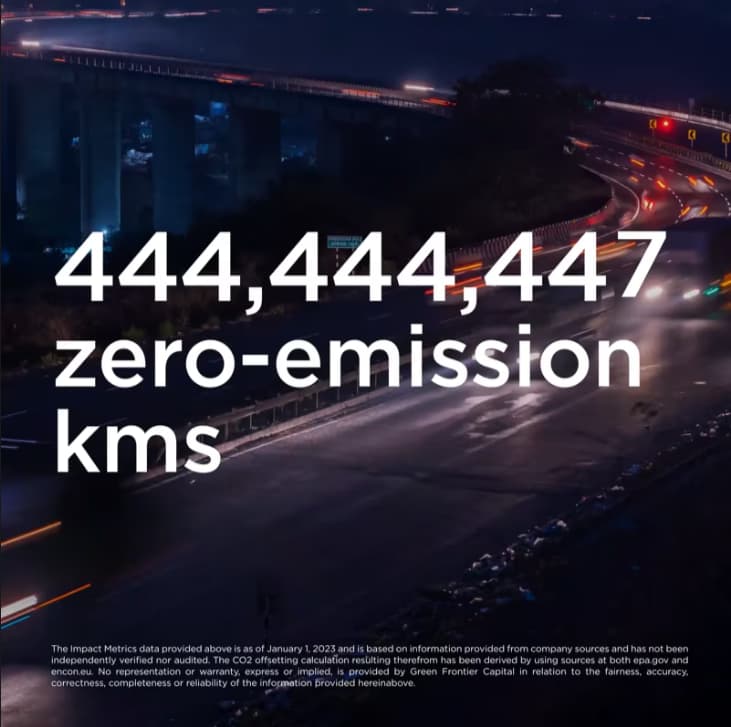 444,444,447
zero-emission
kms
The Impact Metrics data provided above is as of January 1, 2023 and is based on information provided from company sources and has not been
independently verified nor audited. The CO2 offsetting calculation resulting therefrom has been derived by using sources at both epa.gov and
encon.eu. No representation or warranty, express or implied, is provided by Green Frontier Capital in relation to the fairness, accuracy,
correctness, completeness or reliability of the information provided hereinabove.